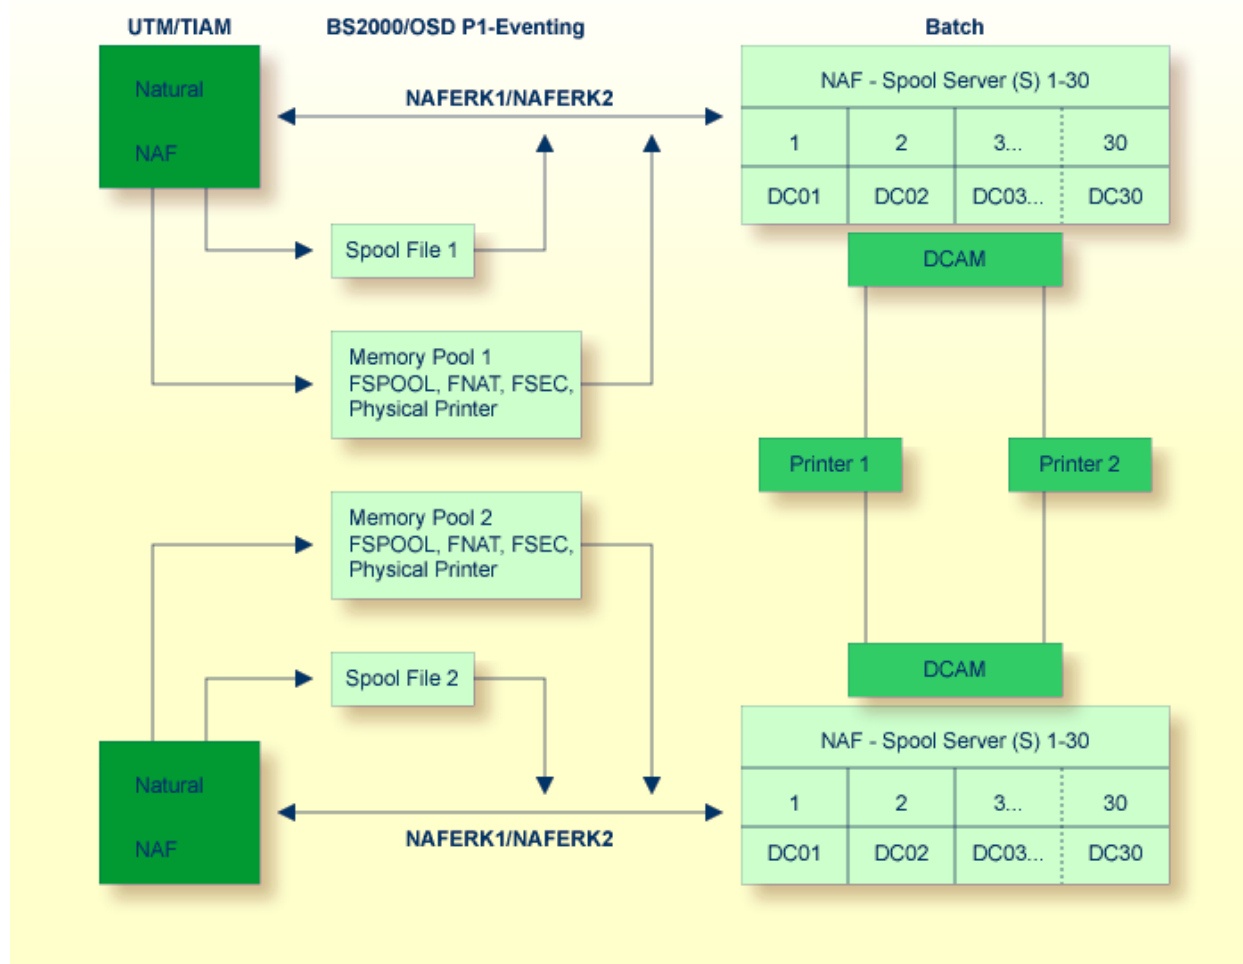 UTM/TIAM
BS2000/OSD P1-Eventing
Batch
Natural
NAF
NAFERK1/NAFERK2
NAF - Spool Server (S) 1-30
1
2
3...
30
DC01
DC02
DC03...
DC30
Spool File 1
DCAM
Memory Pool 1
FSPOOL, FNAT, FSEC,
Physical Printer
Printer 1
Printer 2
Memory Pool 2
FSPOOL, FNAT, FSEC,
Physical Printer
Spool File 2
DCAM
Natural
NAF
NAFERK1/NAFERK2
NAF - Spool Server (S) 1-30
1
2
3...
30
DC01
DC02
DC03...
DC30